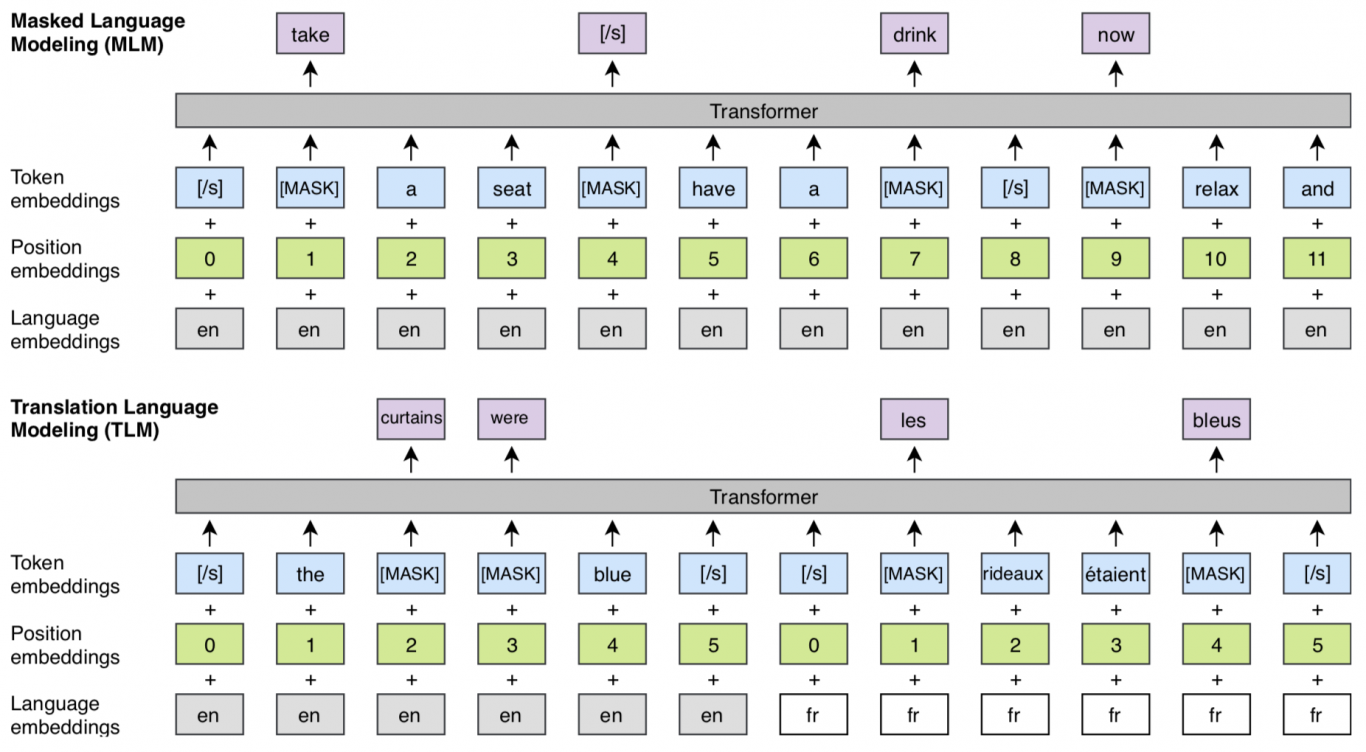 Masked Language
Modeling (MLM)
take [/s] drink now
Transformer
Token
embeddings
[/s] [MASK] a seat [MASK] have a [MASK] [/s] [MASK] relax and
+ + + + + + + + + + + +
Position
embeddings
0 1 2 3 4 5 6 7 8 9 10 11
+ + + + + + + + + + + +
Language
embeddings
en en en en en en en en en en en en
Translation Language
Modeling (TLM)
curtains were les bleus
Transformer
Token
embeddings
[/s] the [MASK] [MASK] blue [/s] [/s] [MASK] rideaux étaient [MASK] [/s]
+ + + + + + + + + + + +
Position
embeddings
0 1 2 3 4 5 0 1 2 3 4 5
+ + + + + + + + + + + +
Language
embeddings
en en en en en en fr fr fr fr fr fr